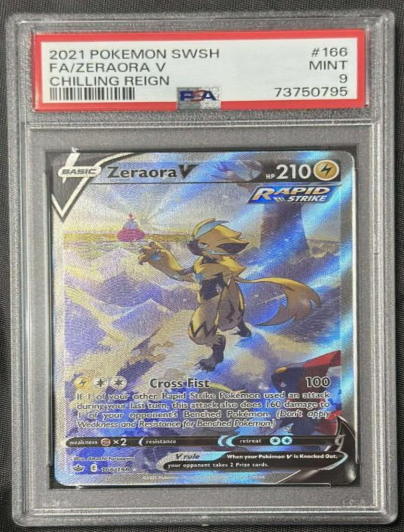 2021 POKEMON SWSH #166
FA/ZERAORA V MINT
CHILLING REIGN 9
PSA 73750795
BASIC Zeraora V HP 210
RAPID STRIKE
Cross Fist 100
If 1 of your other Rapid Strike Pokémon used an attack
during your last turn, this attack also does 160 damage to
1 of your opponent's Benched Pokémon. (Don't apply
Weakness and Resistance for Benched Pokémon.)
weakness ×2 resistance retreat
V rule When your Pokémon V is Knocked Out,
your opponent takes 2 Prize cards.